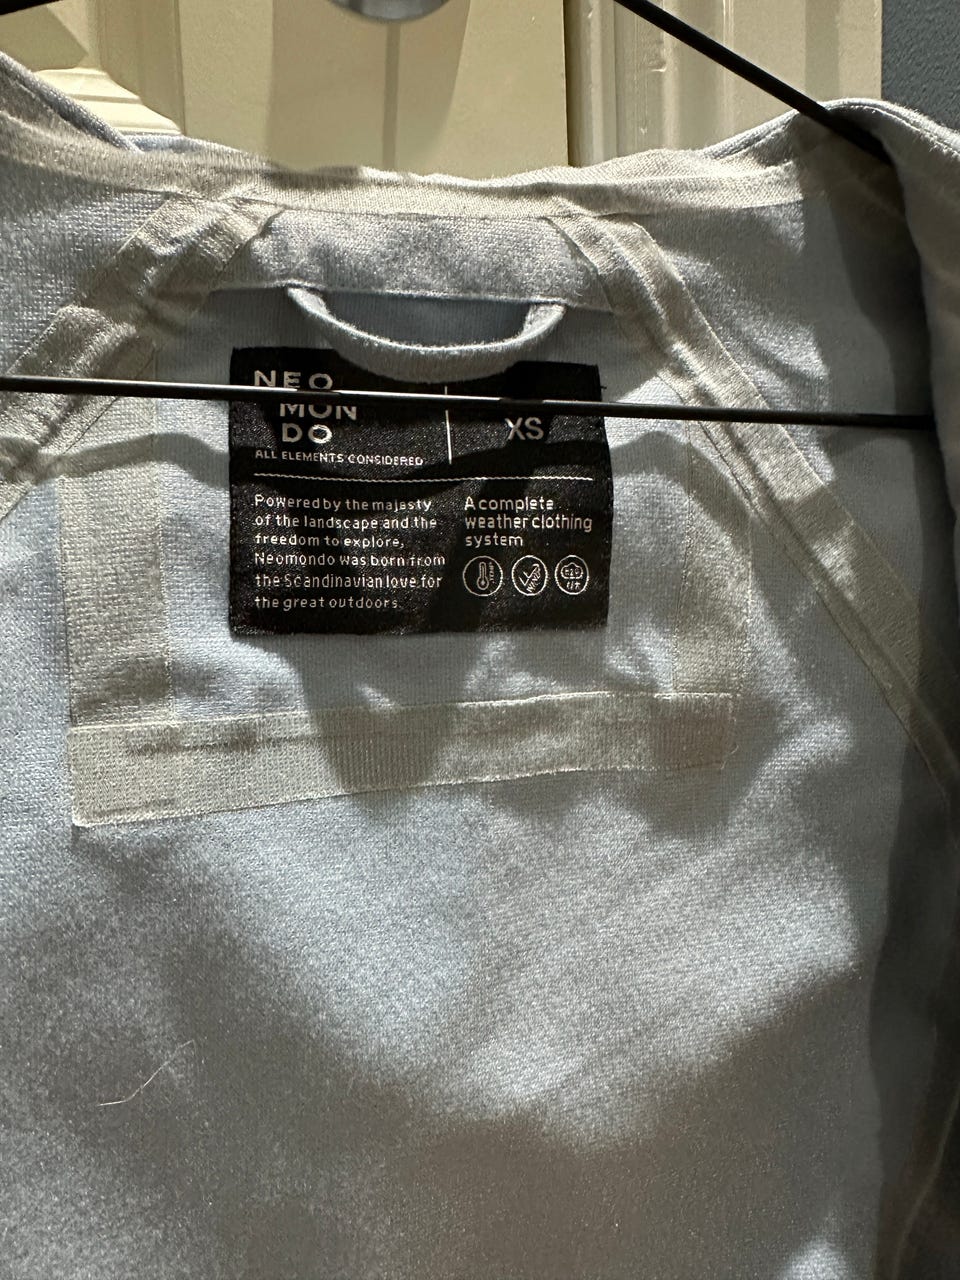 NEO
MON
DO
ALL ELEMENTS CONSIDERED
XS
Powered by the majesty
of the landscape and the
freedom to explore,
Neomondo was born from
the Scandinavian love for
the great outdoors.
A complete
weather clothing
system